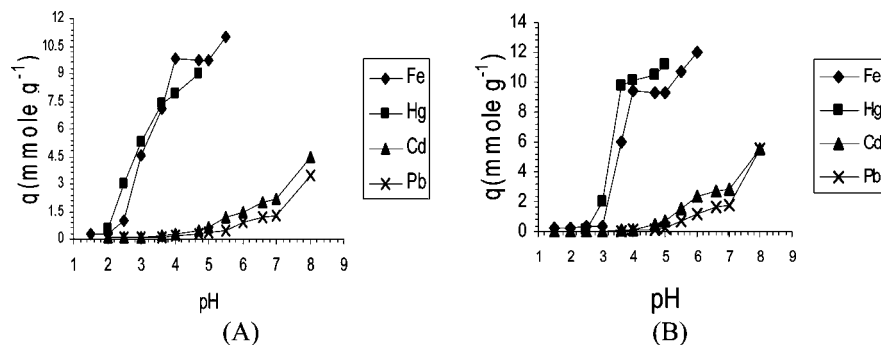 q(mmole g-1)
12
10.5
9
7.5
6
4.5
3
1.5
0
1 2 3 4 5 6 7 8 9
pH
Fe
Hg
Cd
Pb
(A)
q(mmole g-1)
14
12
10
8
6
4
2
0
1 2 3 4 5 6 7 8 9
pH
Fe
Hg
Cd
Pb
(B)